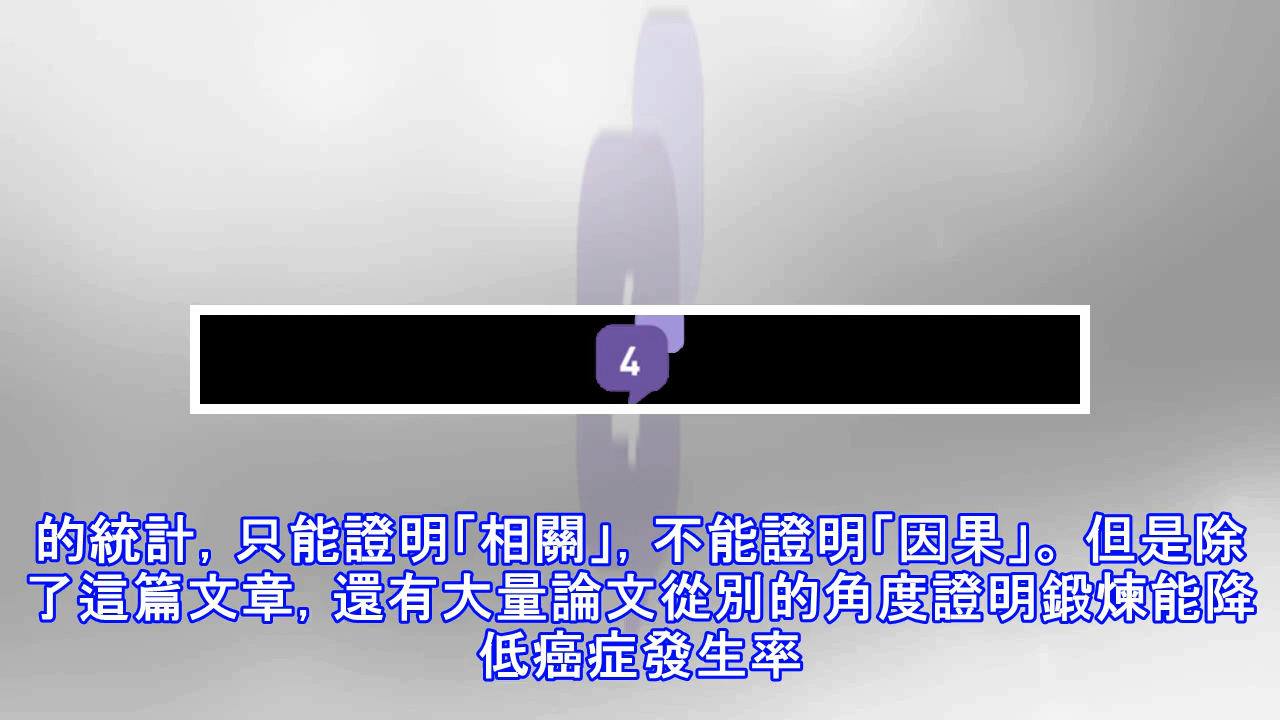 4
的統計,只能證明「相關」,不能證明「因果」。但是除
了這篇文章,還有大量論文從別的角度證明鍛煉能降
低癌症發生率